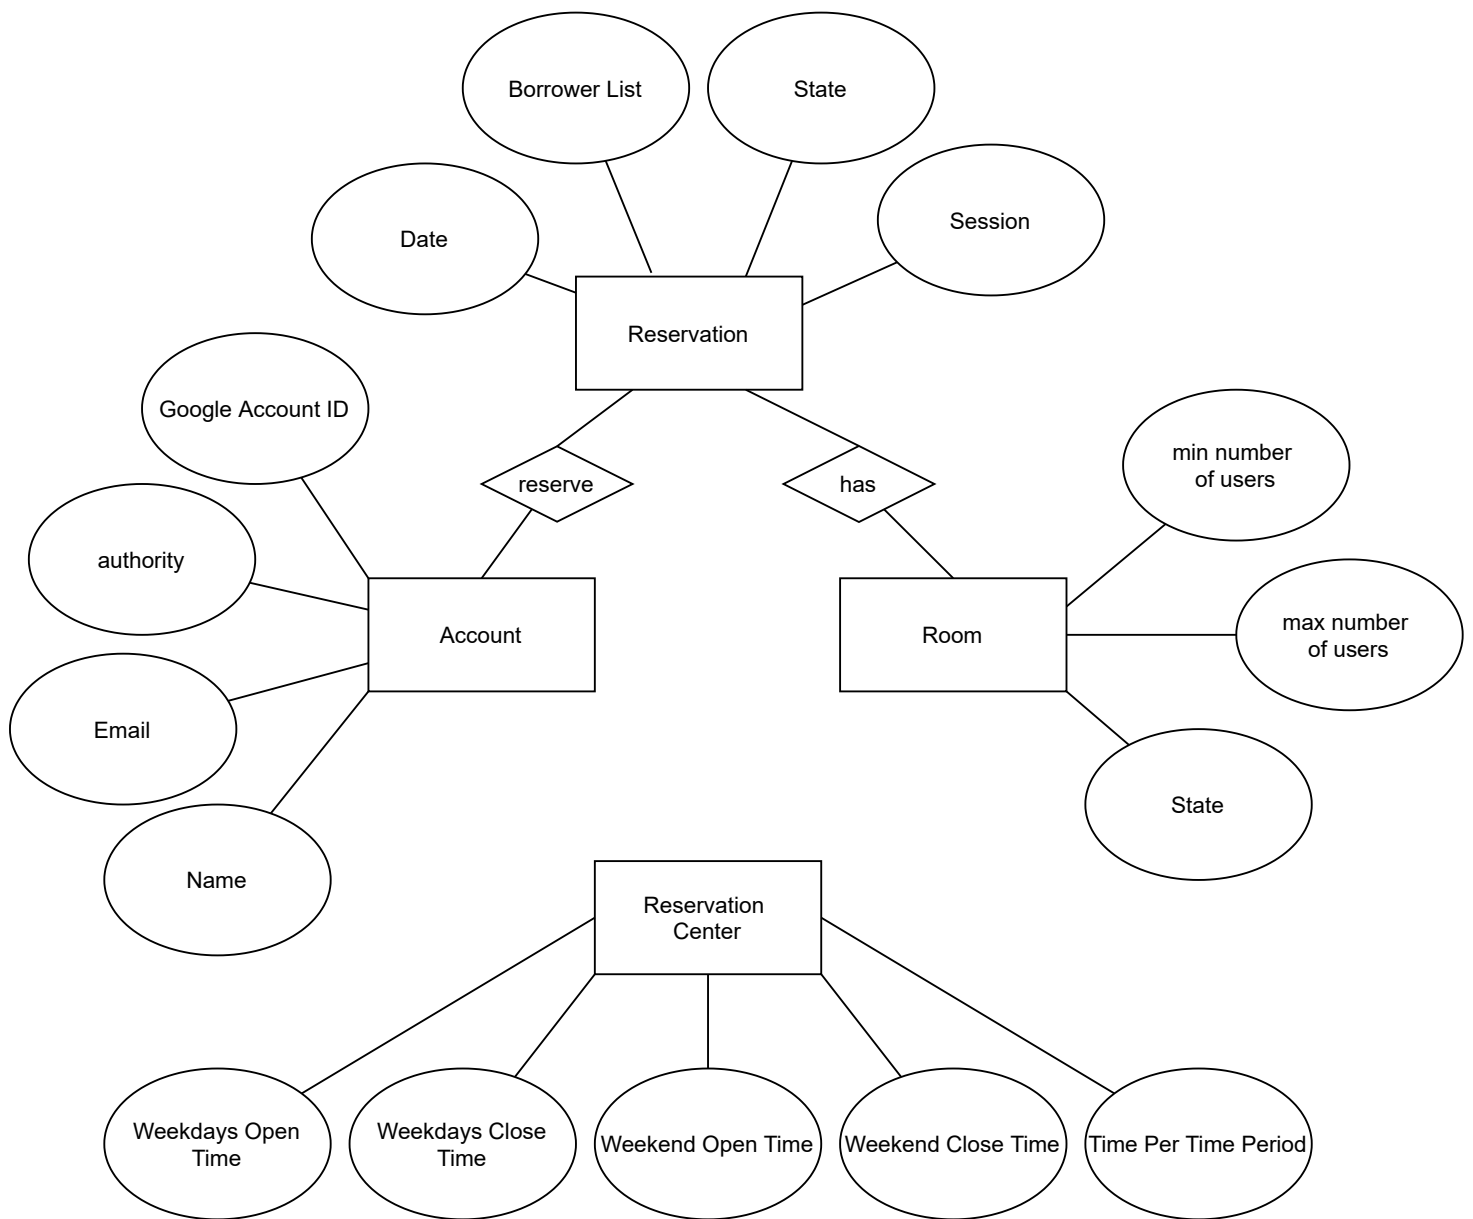 Borrower List
State
Session
Date
Reservation
Google Account ID
min number
of users
reserve
has
authority
Account
Room
max number
of users
Email
State
Name
Reservation
Center
Weekdays Open
Time
Weekdays Close
Time
Weekend Open Time
Weekend Close Time
Time Per Time Period